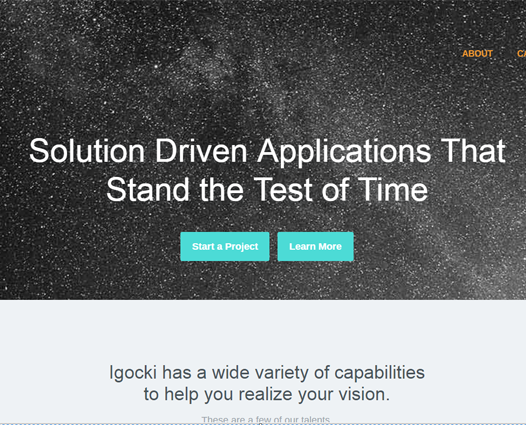 ABOUT CA
Solution Driven Applications That
Stand the Test of Time
Start a Project Learn More
Igocki has a wide variety of capabilities
to help you realize your vision.
These are a few of our talents